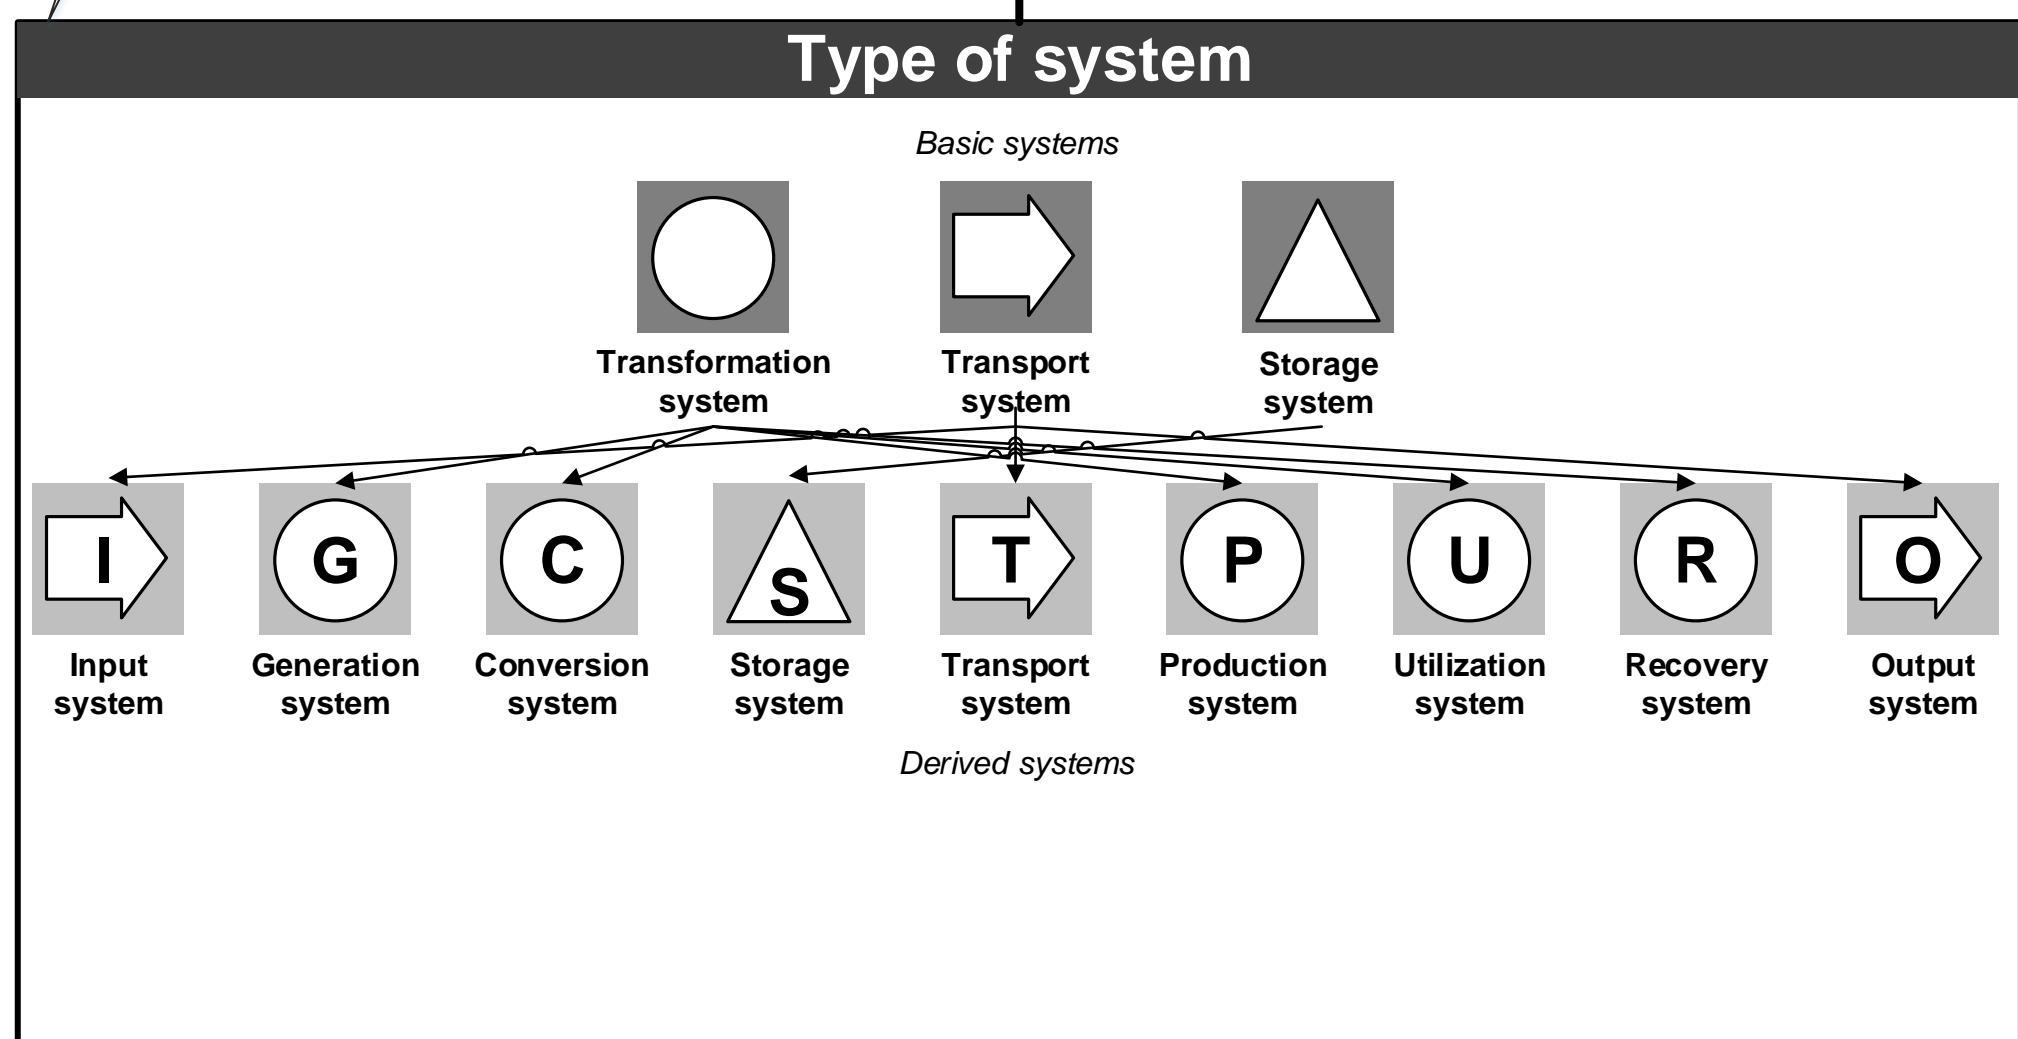 Type of system
Basic systems
Transformation
system
Transport
system
Storage
system
I
G
C
S
T
P
U
R
O
Input
system
Generation
system
Conversion
system
Storage
system
Transport
system
Production
system
Utilization
system
Recovery
system
Output
system
Derived systems